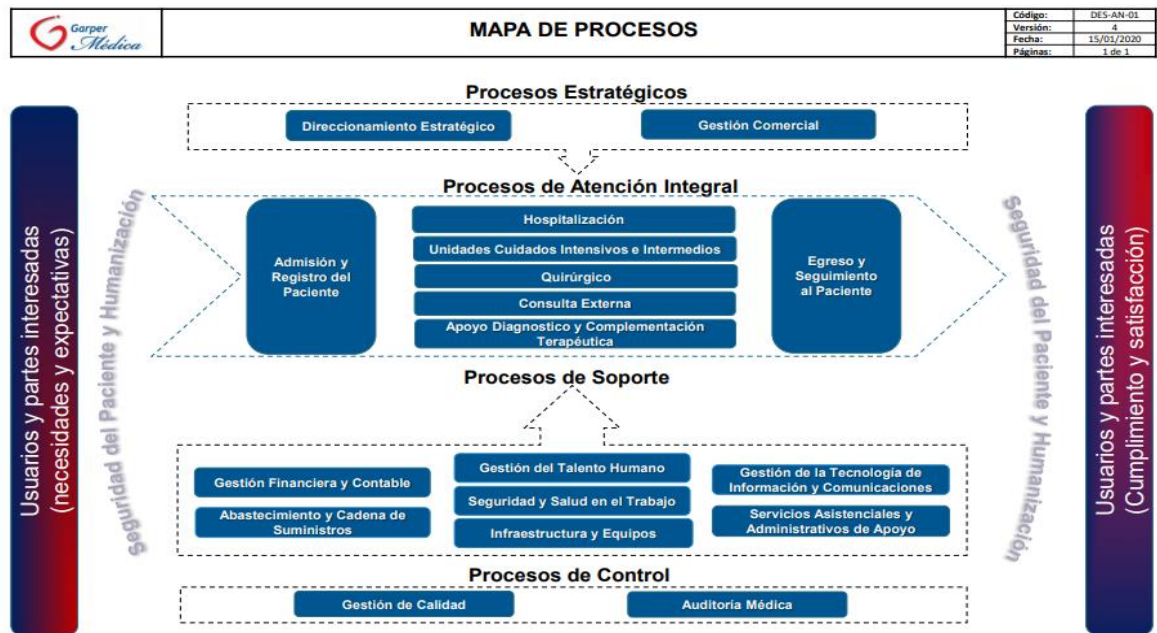 Garper
Médica
MAPA DE PROCESOS
Código: DES-AN-01
Versión: 4
Fecha: 15/01/2020
Páginas: 1 de 1
Usuarios y partes interesadas
(necesidades y expectativas)
Seguridad del Paciente y Humanización
Procesos Estratégicos
Direccionamiento Estratégico
Gestión Comercial
Procesos de Atención Integral
Admisión y
Registro del
Paciente
Hospitalización
Unidades Cuidados Intensivos e Intermedios
Quirúrgico
Consulta Externa
Apoyo Diagnostico y Complementación
Terapéutica
Egreso y
Seguimiento
al Paciente
Procesos de Soporte
Gestión Financiera y Contable
Abastecimiento y Cadena de
Suministros
Gestión del Talento Humano
Seguridad y Salud en el Trabajo
Infraestructura y Equipos
Gestión de la Tecnología de
Información y Comunicaciones
Servicios Asistenciales y
Administrativos de Apoyo
Procesos de Control
Gestión de Calidad
Auditoría Médica
Seguridad del Paciente y Humanización
Usuarios y partes interesadas
(Cumplimiento y satisfacción)